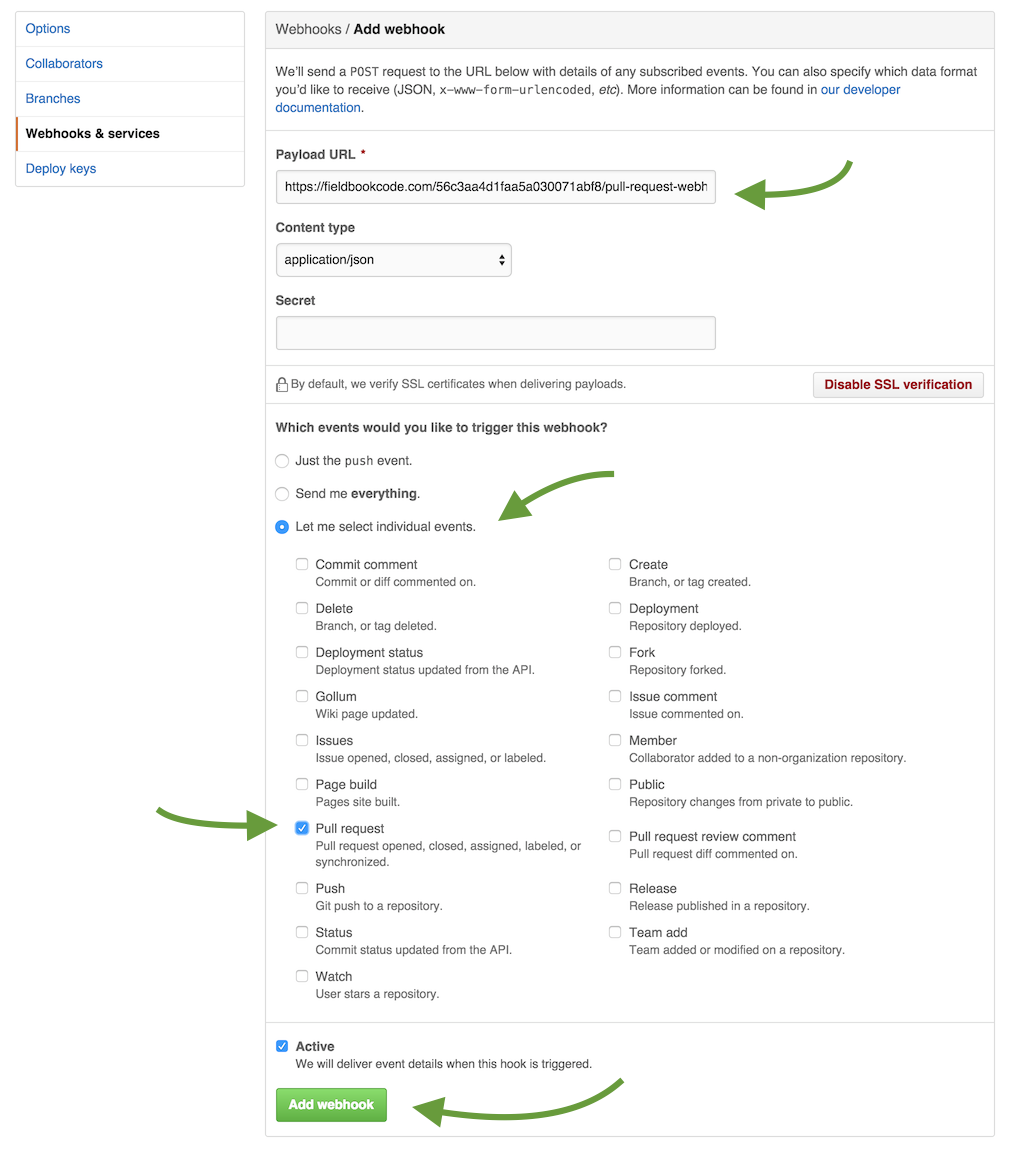 Options
Collaborators
Branches
Webhooks & services
Deploy keys
Webhooks / Add webhook
We'll send a POST request to the URL below with details of any subscribed events. You can also specify which data format
you'd like to receive (JSON, x-www-form-urlencoded, etc). More information can be found in our developer
documentation.
Payload URL *
https://fieldbookcode.com/56c3aa4d1faa5a030071abf8/pull-request-webh
Content type
application/json
Secret
By default, we verify SSL certificates when delivering payloads.
Disable SSL verification
Which events would you like to trigger this webhook?
Just the push event.
Send me everything.
Let me select individual events.
Commit comment
Commit or diff commented on.
Create
Branch, or tag created.
Delete
Branch, or tag deleted.
Deployment
Repository deployed.
Deployment status
Deployment status updated from the API.
Fork
Repository forked.
Gollum
Wiki page updated.
Issue comment
Issue commented on.
Issues
Issue opened, closed, assigned, or labeled.
Member
Collaborator added to a non-organization repository.
Page build
Pages site built.
Public
Repository changes from private to public.
Pull request
Pull request opened, closed, assigned, labeled, or
synchronized.
Pull request review comment
Pull request diff commented on.
Push
Git push to a repository.
Release
Release published in a repository.
Status
Commit status updated from the API.
Team add
Team added or modified on a repository.
Watch
User stars a repository.
Active
We will deliver event details when this hook is triggered.
Add webhook